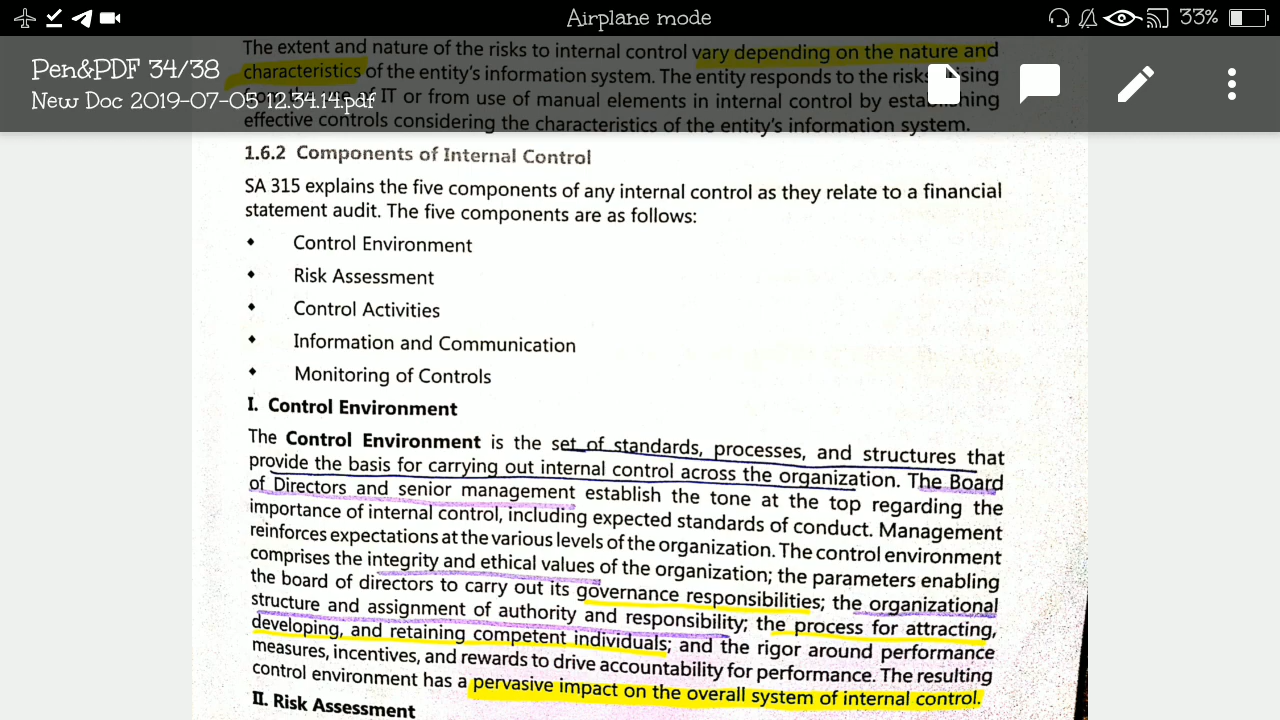 Airplane mode
33%
The extent and nature of the risks to internal control vary depending on the nature and
Pen&PDF 34/38
characteristics of the entity's information system. The entity responds to the risks
New Doc 2019-07-05 12.34.14.pdf
IT or from use of manual elements in internal control by establishing
effective controls considering the characteristics of the entity's information system.
1.6.2 Components of Internal Control
SA 315 explains the five components of any internal control as they relate to a financial
statement audit. The five components are as follows:
♦ Control Environment
♦ Risk Assessment
♦ Control Activities
♦ Information and Communication
♦ Monitoring of Controls
I. Control Environment
The Control Environment is the set of standards, processes, and structures that
provide the basis for carrying out internal control across the organization. The Board
of Directors and senior management establish the tone at the top regarding the
importance of internal control, including expected standards of conduct. Management
reinforces expectations at the various levels of the organization. The control environment
comprises the integrity and ethical values of the organization; the parameters enabling
the board of directors to carry out its governance responsibilities; the organizational
structure and assignment of authority and responsibility; the process for attracting,
developing, and retaining competent individuals; and the rigor around performance
measures, incentives, and rewards to drive accountability for performance. The resulting
control environment has a pervasive impact on the overall system of internal control.
II. Risk Assessment